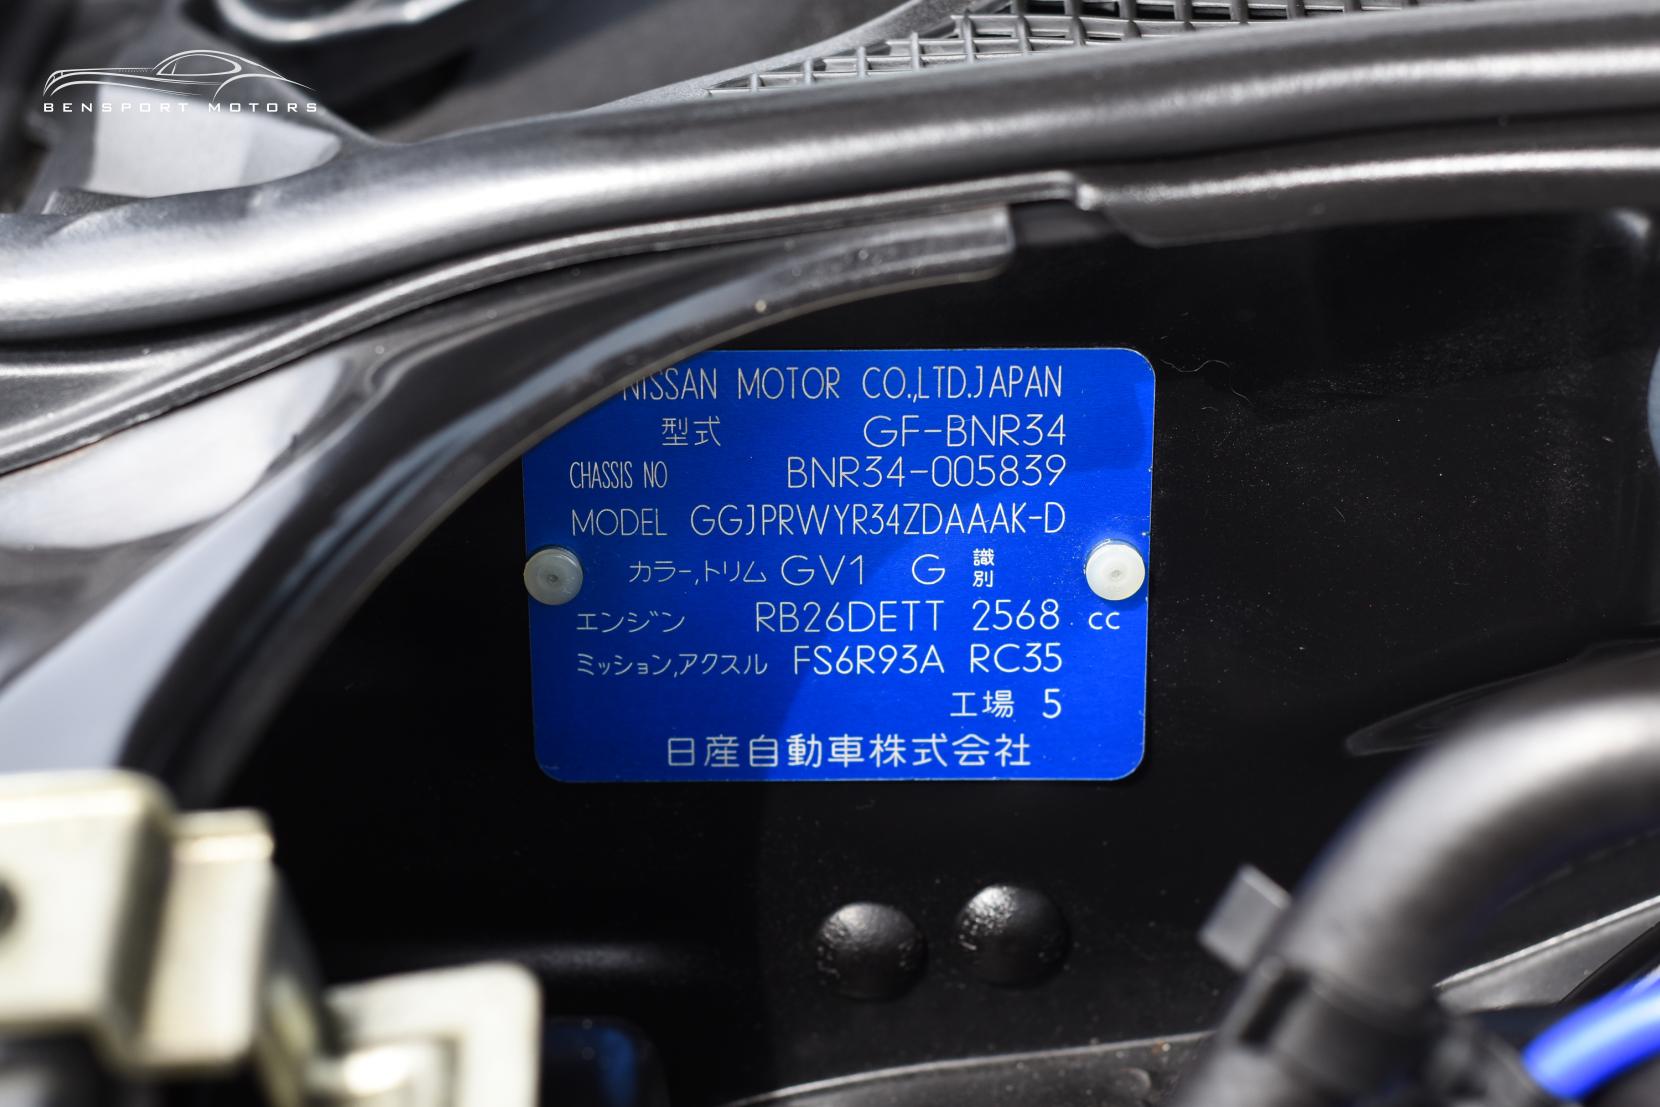 BENSPORT MOTORS
NISSAN MOTOR CO.,LTD.JAPAN
型式 GF-BNR34
CHASSIS NO BNR34-005839
MODEL GGJPRWYR34ZDAAAK-D
カラー,トリム GV1 G 識別
エンジン RB26DETT 2568 cc
ミッション,アクスル FS6R93A RC35
工場 5
日産自動車株式会社